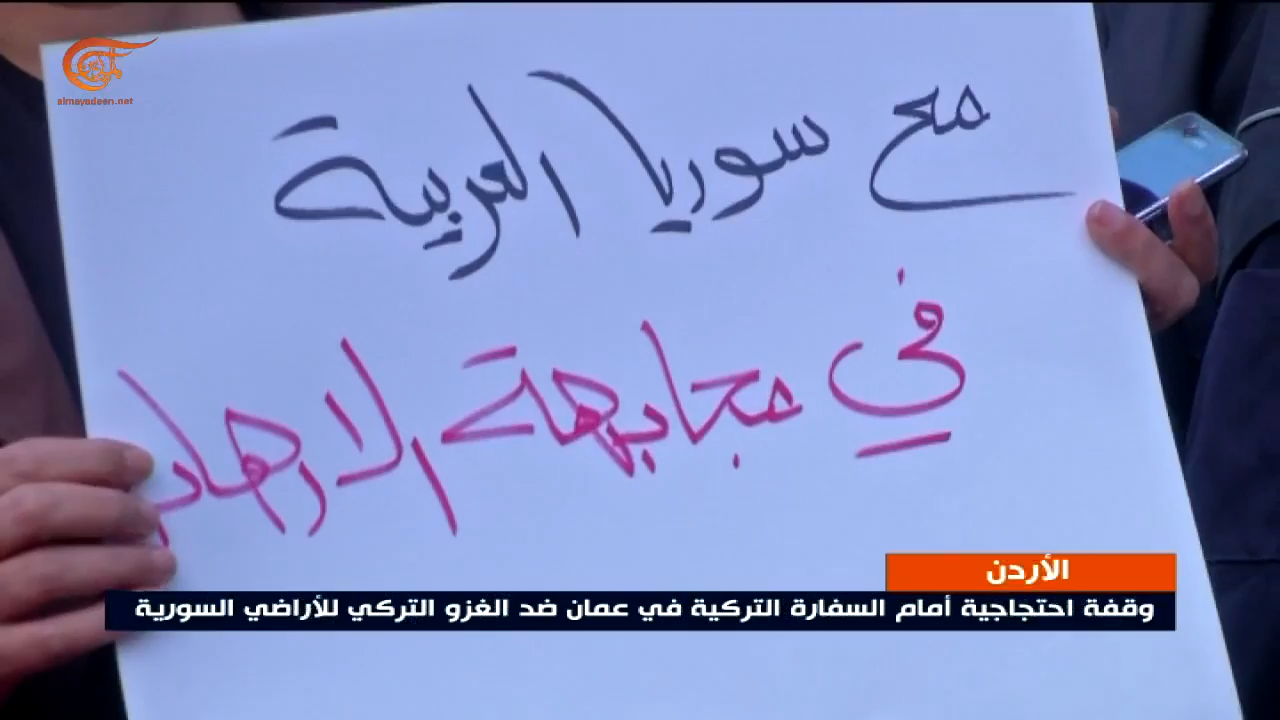 almayadeen.net
مع سوريا العربية
في مجابهة الارهاب
الأردن
وقفة احتجاجية أمام السفارة التركية في عمان ضد الغزو التركي للأراضي السورية